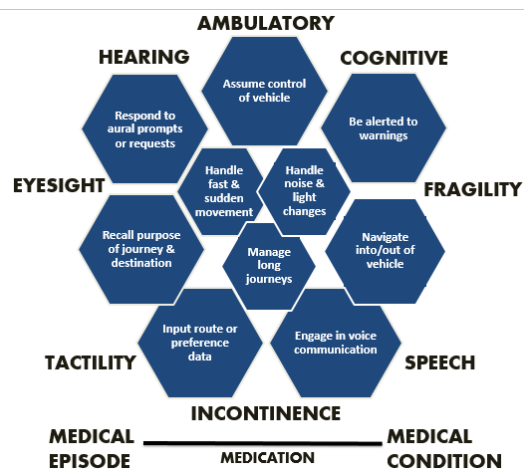 AMBULATORY
HEARING
COGNITIVE
Assume control
of vehicle
Respond to
aural prompts
or requests
Be alerted to
warnings
EYESIGHT
Handle
fast &
sudden
movement
Handle
noise &
light
changes
FRAGILITY
Recall purpose
of journey &
destination
Manage
long
journeys
Navigate
into/out of
vehicle
Input route or
preference
data
Engage in voice
communication
TACTILITY
SPEECH
INCONTINENCE
MEDICAL
EPISODE
MEDICATION
MEDICAL
CONDITION